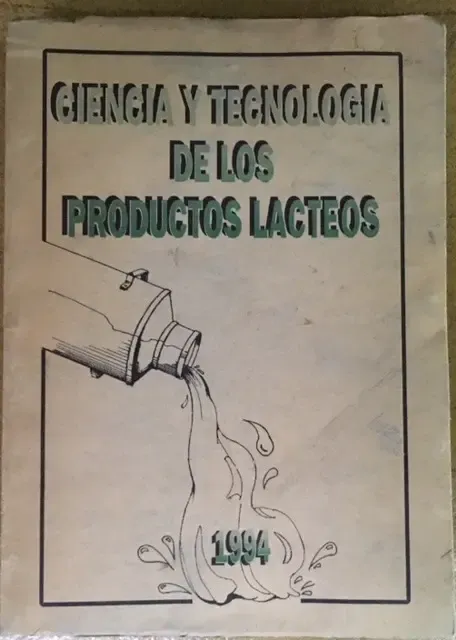 CIENCIA Y TECNOLOGIA
DE LOS
PRODUCTOS LACTEOS
1994